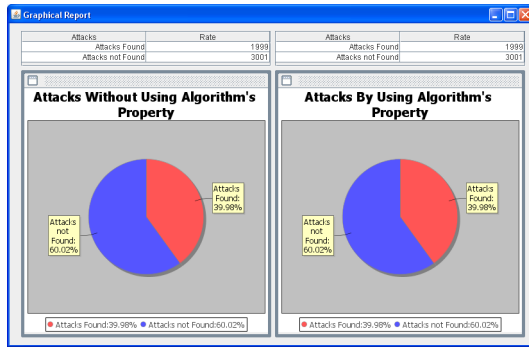 Graphical Report
Attacks Rate
Attacks Found 1999
Attacks not Found 3001
Attacks Rate
Attacks Found 1999
Attacks not Found 3001
Attacks Without Using Algorithm's
Property
Attacks
Found:
39.98%
Attacks
not
Found:
60.02%
Attacks Found:39.98% Attacks not Found:60.02%
Attacks By Using Algorithm's
Property
Attacks
Found:
39.98%
Attacks
not
Found:
60.02%
Attacks Found:39.98% Attacks not Found:60.02%